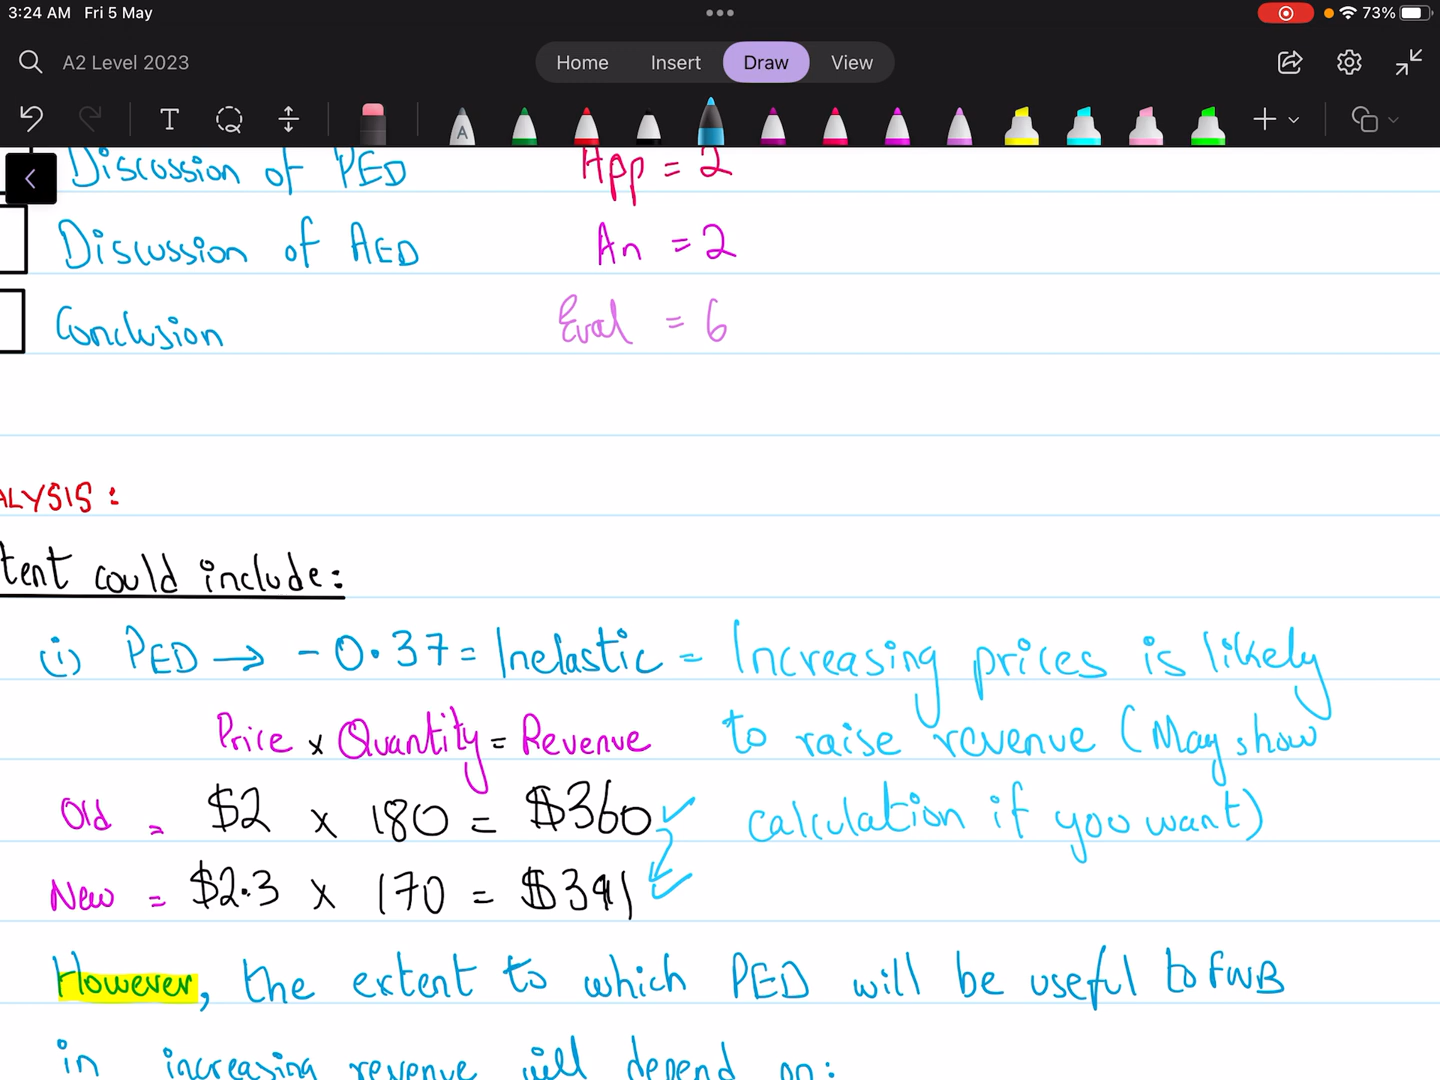 3:24 AM Fri 5 May
73%
A2 Level 2023
Home Insert Draw View
T
A
Discussion of PED App = 2
Discussion of AED An = 2
Conclusion Eval = 6
ALYSIS:
tent could include:
(i) PED → -0.37 = Inelastic = Increasing prices is likely
Price x Quantity = Revenue to raise revenue (May show
Old = $2 x 180 = $360 calculation if you want)
New = $2.3 x 170 = $391
However, the extent to which PED will be useful to FWB
in increasing revenue will depend on: